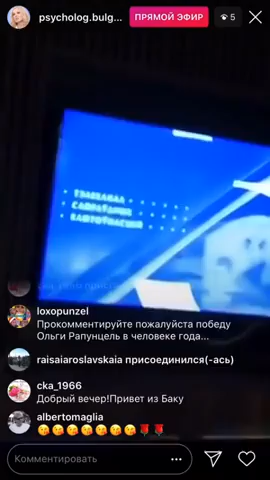 psycholog.bulg...
ПРЯМОЙ ЭФИР
5
loxopunzel
Прокомментируйте пожалуйста победу
Ольги Рапунцель в человеке года...
raisaiaroslavskaia присоединился(-ась)
cka_1966
Добрый вечер!Привет из Баку
albertomaglia
😘😘😘😘😘😘😘🌹🌹
Комментировать